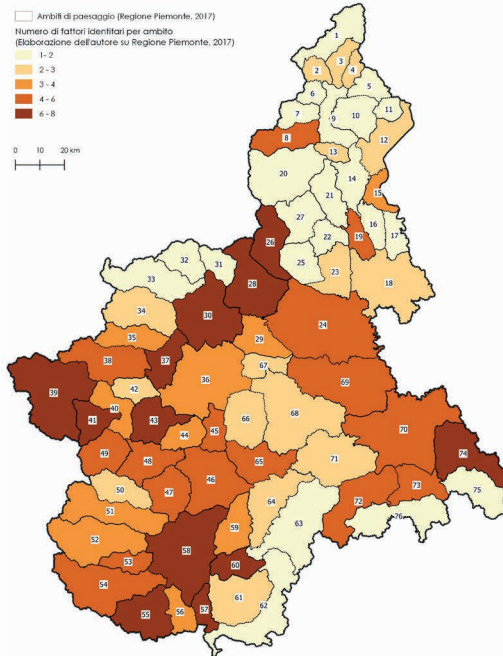 Ambiti di paesaggio (Regione Piemonte, 2017)
Numero di fattori identitari per ambito
(Elaborazione dell'autore su Regione Piemonte, 2017)
1- 2
2 - 3
3 - 4
4 - 6
6 - 8
0 10 20 km
1
2 3 4
5
6
7 9 10 11
8
12
13
20 14
21 15
27 16
26 22 19 17
32 31
33 25 23 18
28
34 30
24
35 29
38 37
67
36 69
39 42
40
41 43 66 68
44 45 70
49 48 74
65 71
50 47 46 73 75
51 64 72
59 63 76
52
58
53 60
54
61
55 56 57 62